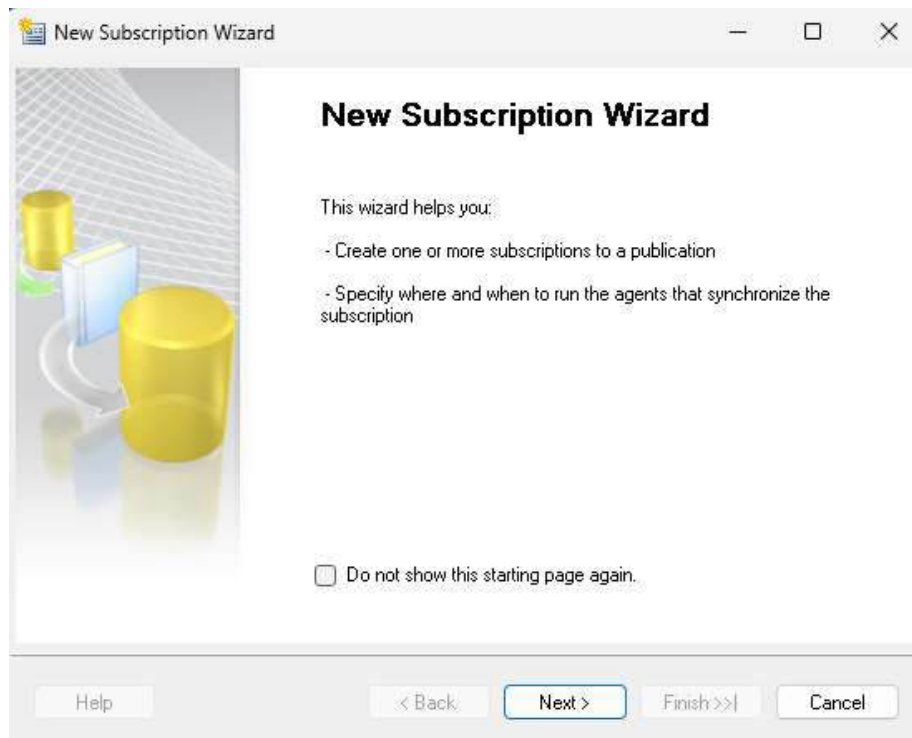 New Subscription Wizard
New Subscription Wizard
This wizard helps you:
- Create one or more subscriptions to a publication
- Specify where and when to run the agents that synchronize the
subscription
Do not show this starting page again.
Help
< Back
Next >
Finish >>|
Cancel